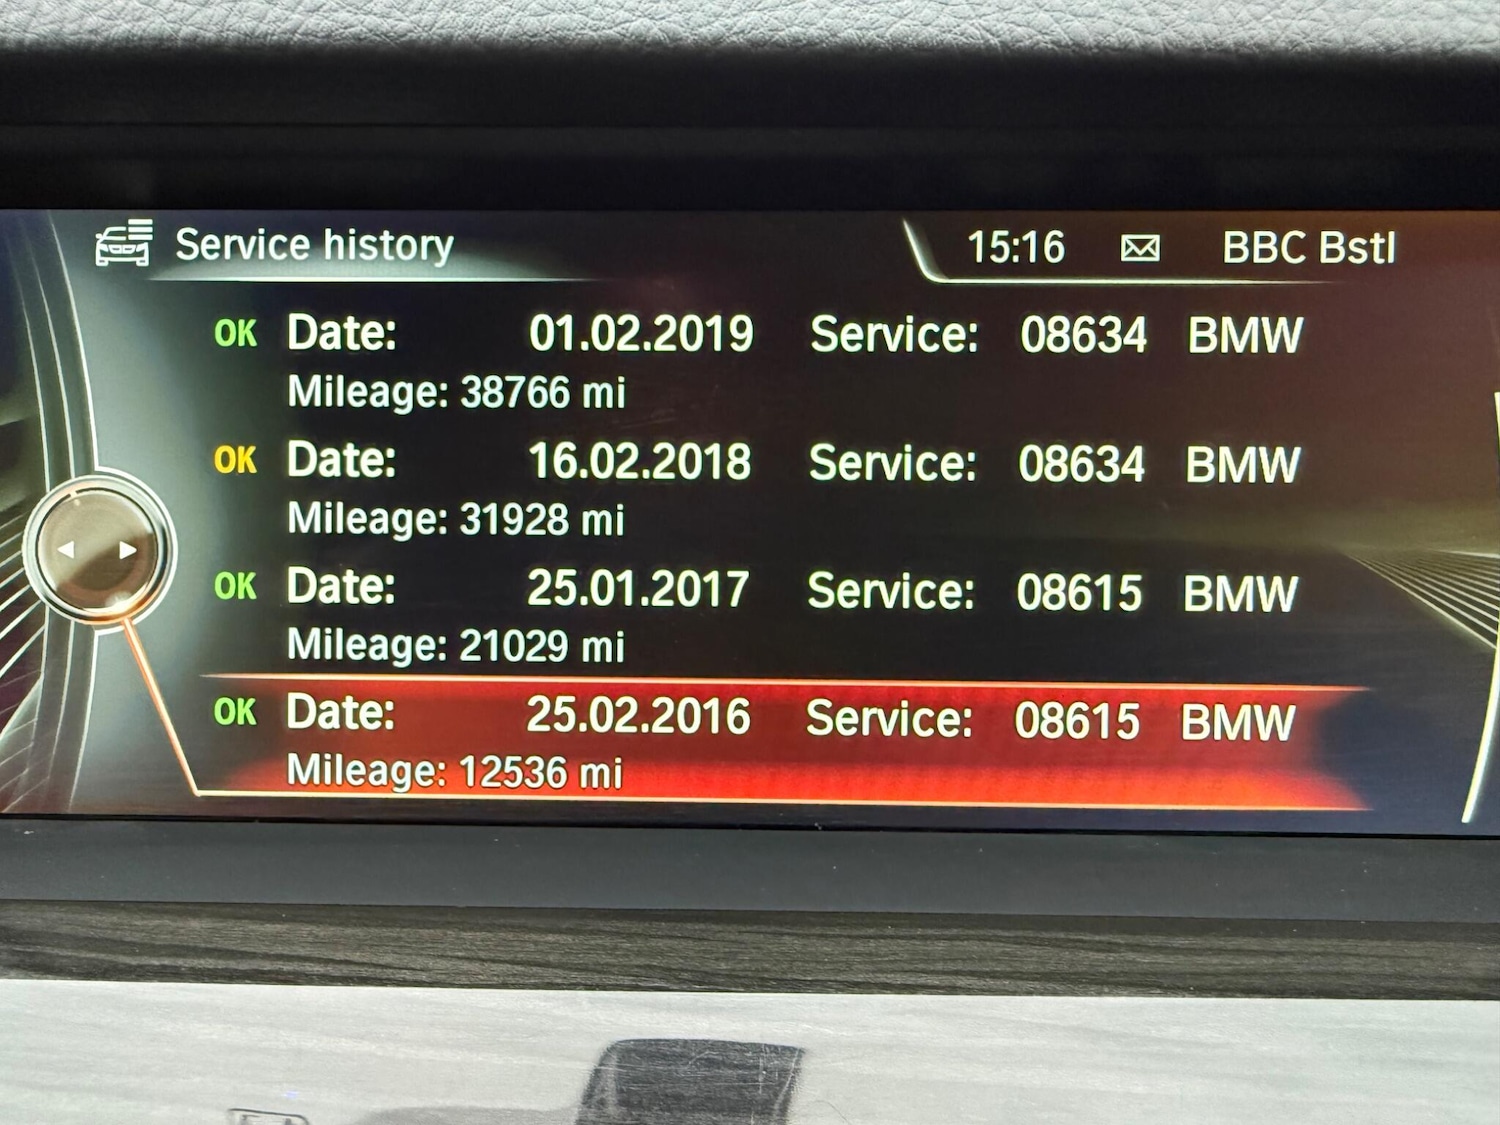 Service history 15:16 BBC Bstl
OK Date: 01.02.2019 Service: 08634 BMW
Mileage: 38766 mi
OK Date: 16.02.2018 Service: 08634 BMW
Mileage: 31928 mi
OK Date: 25.01.2017 Service: 08615 BMW
Mileage: 21029 mi
OK Date: 25.02.2016 Service: 08615 BMW
Mileage: 12536 mi